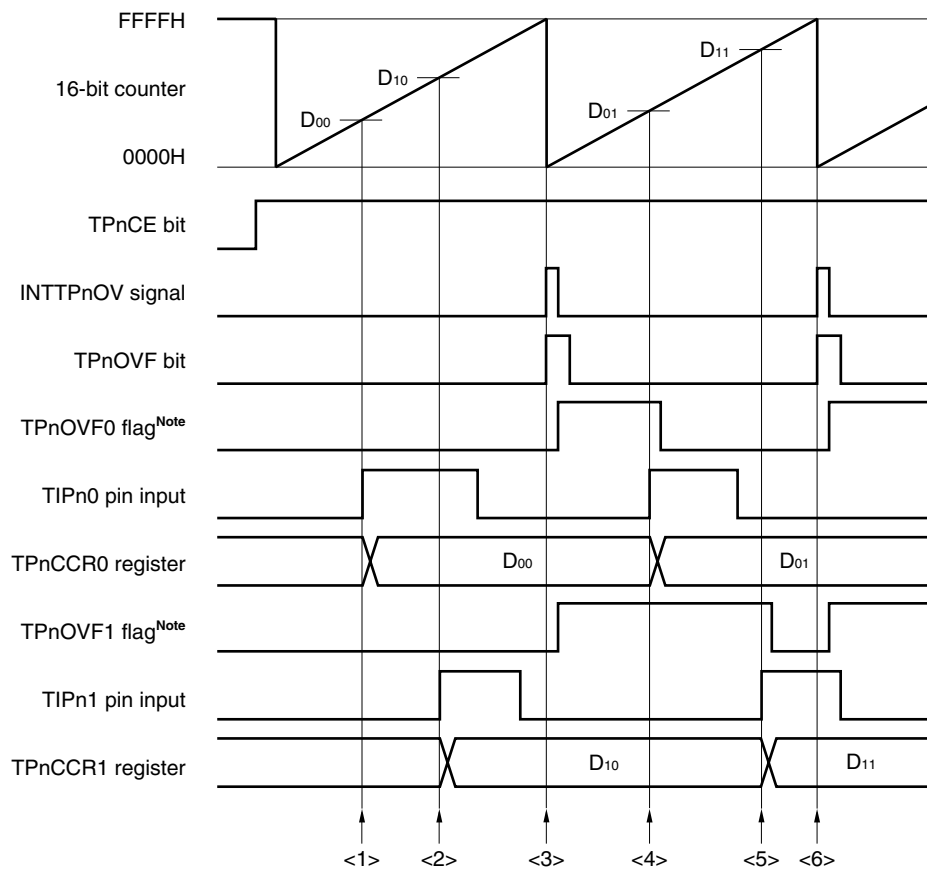 FFFFH
D11
D10
16-bit counter
D01
D00
0000H
TPnCE bit
INTTPnOV signal
TPnOVF bit
TPnOVF0 flagNote
TIPn0 pin input
TPnCCR0 register
D00
D01
TPnOVF1 flagNote
TIPn1 pin input
TPnCCR1 register
D10
D11
<1> <2> <3> <4> <5> <6>